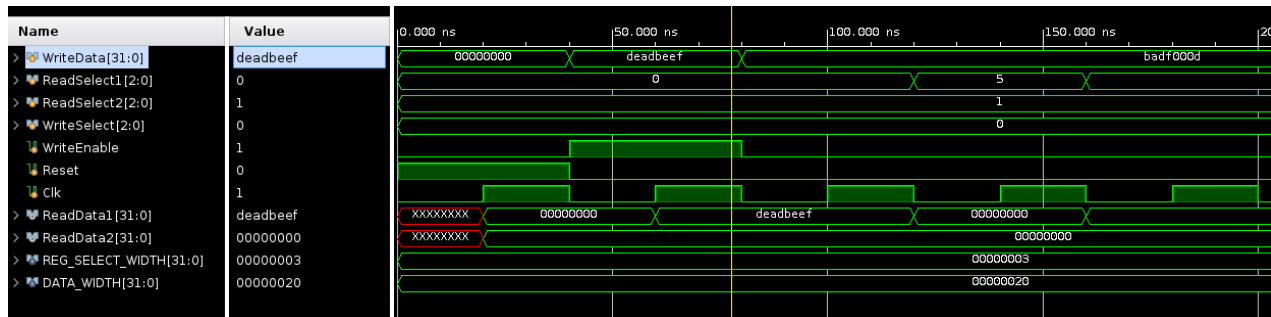 Name Value 0.000 ns 50.000 ns 100.000 ns 150.000 ns 20
WriteData[31:0] deadbeef 00000000 deadbeef badf000d
ReadSelect1[2:0] 0 0 5
ReadSelect2[2:0] 1 1
WriteSelect[2:0] 0 0
WriteEnable 1
Reset 0
Clk 1
ReadData1[31:0] deadbeef XXXXXXXX 00000000 deadbeef 00000000
ReadData2[31:0] 00000000 XXXXXXXX 00000000
REG_SELECT_WIDTH[31:0] 00000003 00000003
DATA_WIDTH[31:0] 00000020 00000020